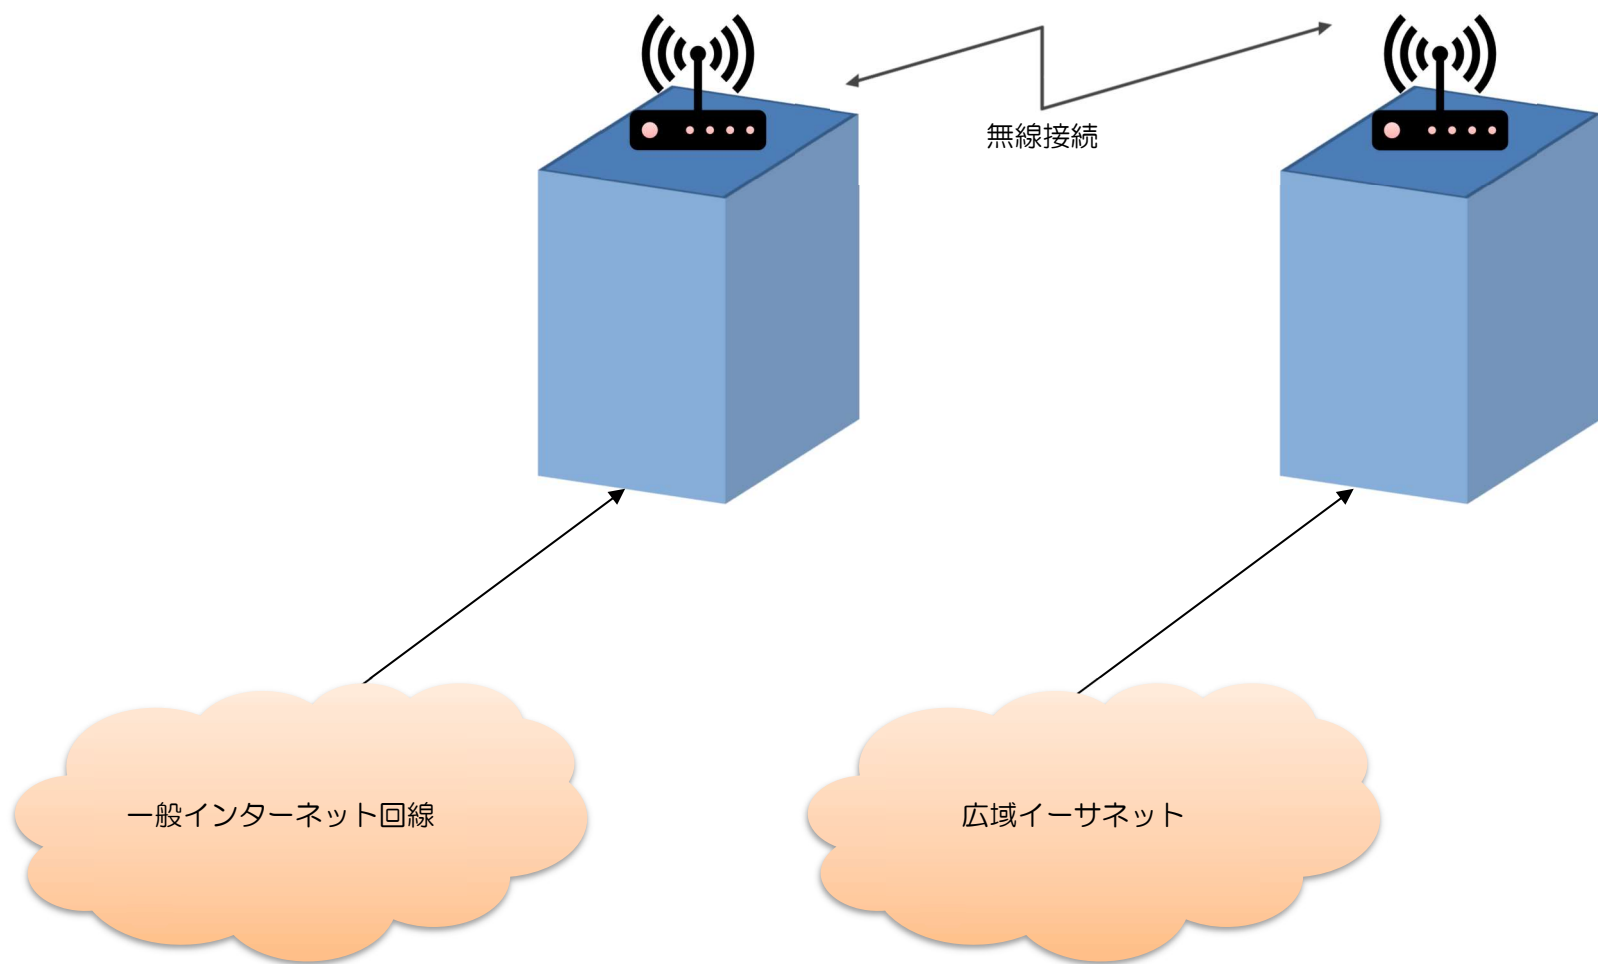 無線接続
一般インターネット回線
広域イーサネット